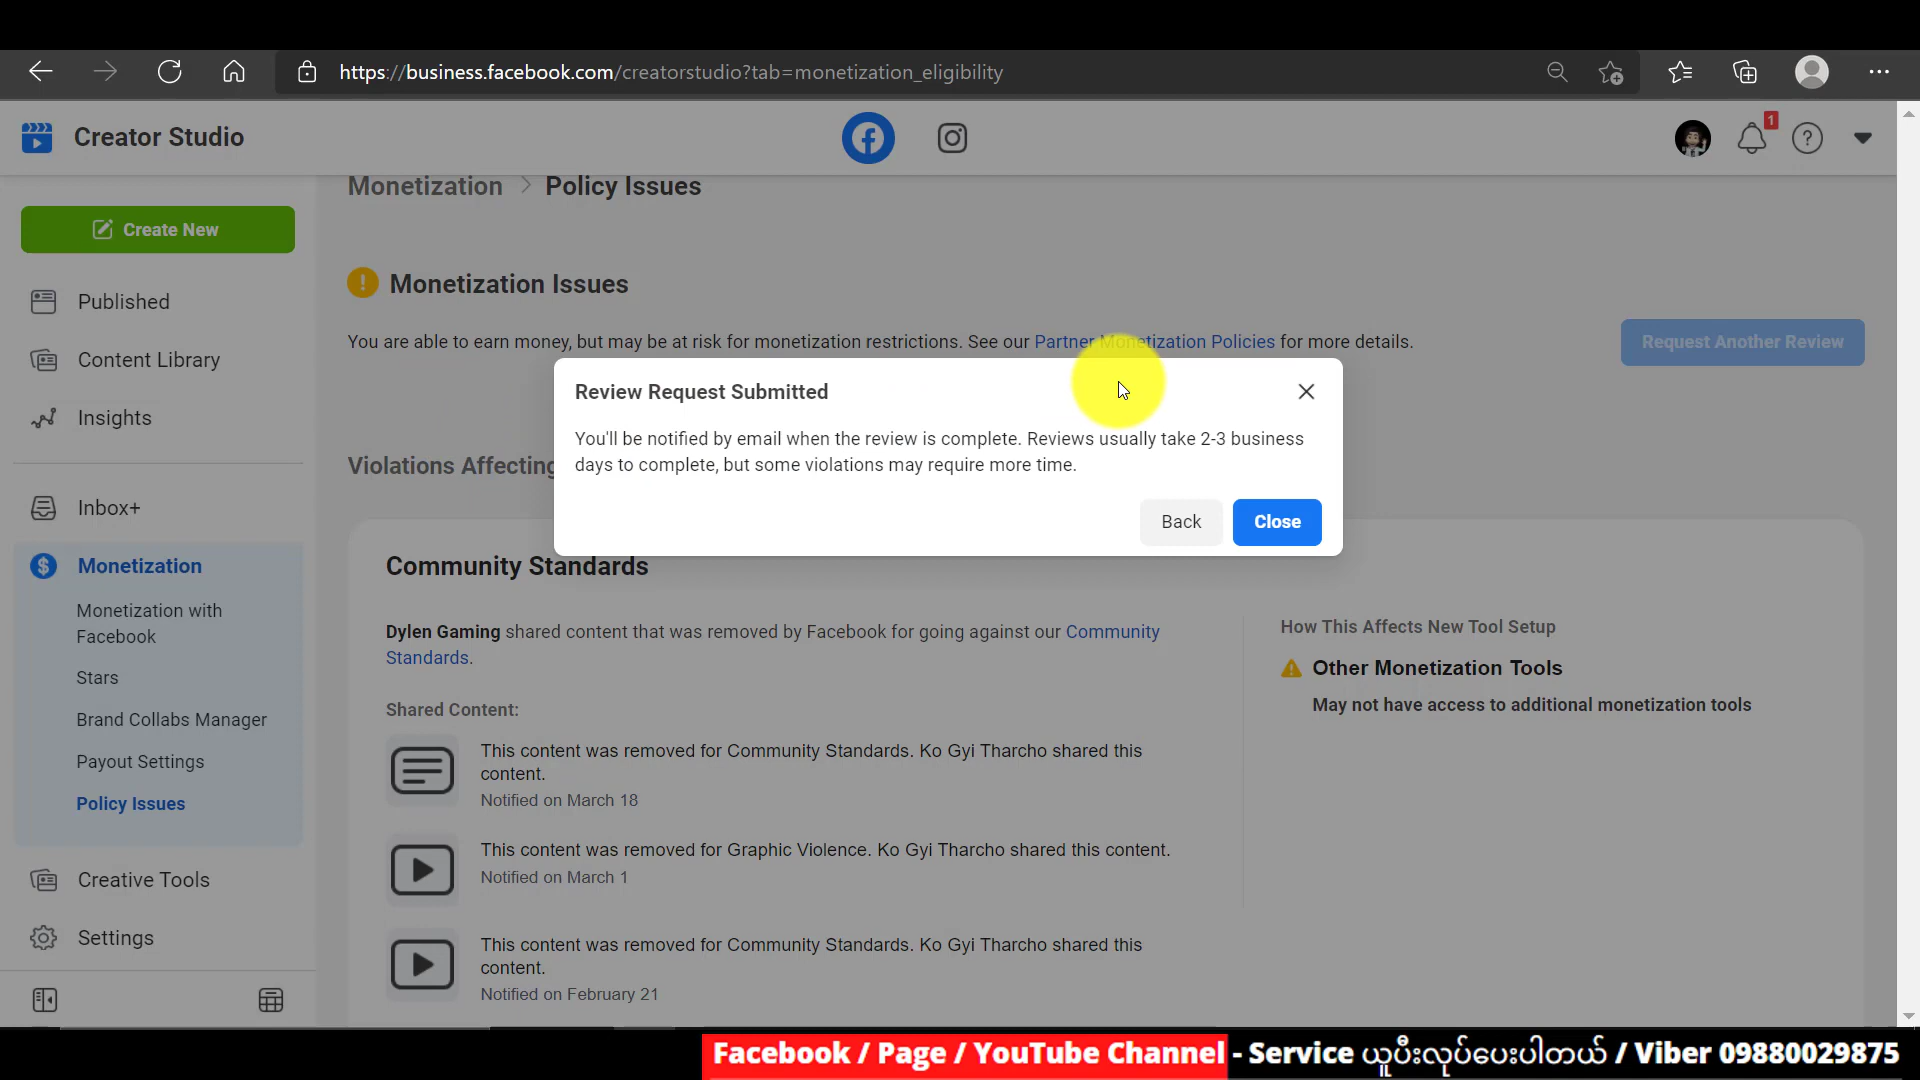 https://business.facebook.com/creatorstudio?tab=monetization_eligibility
Creator Studio
1
?
Monetization > Policy Issues
Create New
Published
Content Library
Insights
Inbox+
Monetization
Monetization with
Facebook
Stars
Brand Collabs Manager
Payout Settings
Policy Issues
Creative Tools
Settings
Monetization Issues
You are able to earn money, but may be at risk for monetization restrictions. See our Partner Monetization Policies for more details.
Request Another Review
Review Request Submitted
You'll be notified by email when the review is complete. Reviews usually take 2-3 business
days to complete, but some violations may require more time.
Back
Close
Violations Affecting
Community Standards
Dylen Gaming shared content that was removed by Facebook for going against our Community
Standards.
Shared Content:
This content was removed for Community Standards. Ko Gyi Tharcho shared this
content.
Notified on March 18
This content was removed for Graphic Violence. Ko Gyi Tharcho shared this content.
Notified on March 1
This content was removed for Community Standards. Ko Gyi Tharcho shared this
content.
Notified on February 21
How This Affects New Tool Setup
Other Monetization Tools
May not have access to additional monetization tools
Facebook / Page / YouTube Channel - Service ယူပီးလုပ်ပေးပါတယ် / Viber 09880029875